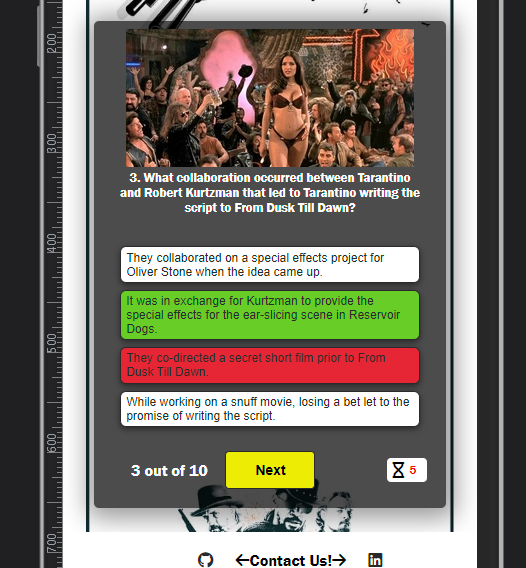 3. What collaboration occurred between Tarantino
and Robert Kurtzman that led to Tarantino writing the
script to From Dusk Till Dawn?
They collaborated on a special effects project for
Oliver Stone when the idea came up.
It was in exchange for Kurtzman to provide the
special effects for the ear-slicing scene in Reservoir
Dogs.
They co-directed a secret short film prior to From
Dusk Till Dawn.
While working on a snuff movie, losing a bet let to the
promise of writing the script.
3 out of 10
Next
5
←Contact Us!→
200
300
400
500
600
700